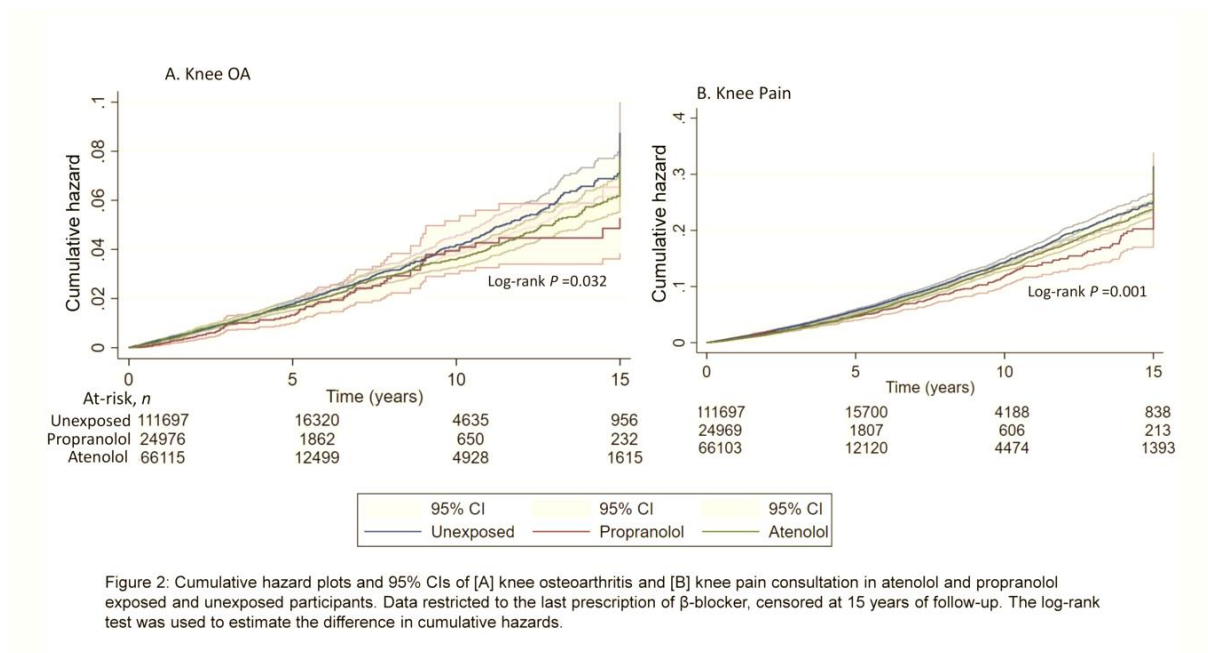 A. Knee OA
Cumulative hazard
.1
.08
.06
.04
.02
0
Log-rank P =0.032
0 5 10 15
Time (years)
At-risk, n
Unexposed 111697 16320 4635 956
Propranolol 24976 1862 650 232
Atenolol 66115 12499 4928 1615
B. Knee Pain
Cumulative hazard
.4
.3
.2
.1
0
Log-rank P =0.001
0 5 10 15
Time (years)
111697 15700 4188 838
24969 1807 606 213
66103 12120 4474 1393
95% CI 95% CI 95% CI
Unexposed Propranolol Atenolol
Figure 2: Cumulative hazard plots and 95% CIs of [A] knee osteoarthritis and [B] knee pain consultation in atenolol and propranolol
exposed and unexposed participants. Data restricted to the last prescription of β-blocker, censored at 15 years of follow-up. The log-rank
test was used to estimate the difference in cumulative hazards.